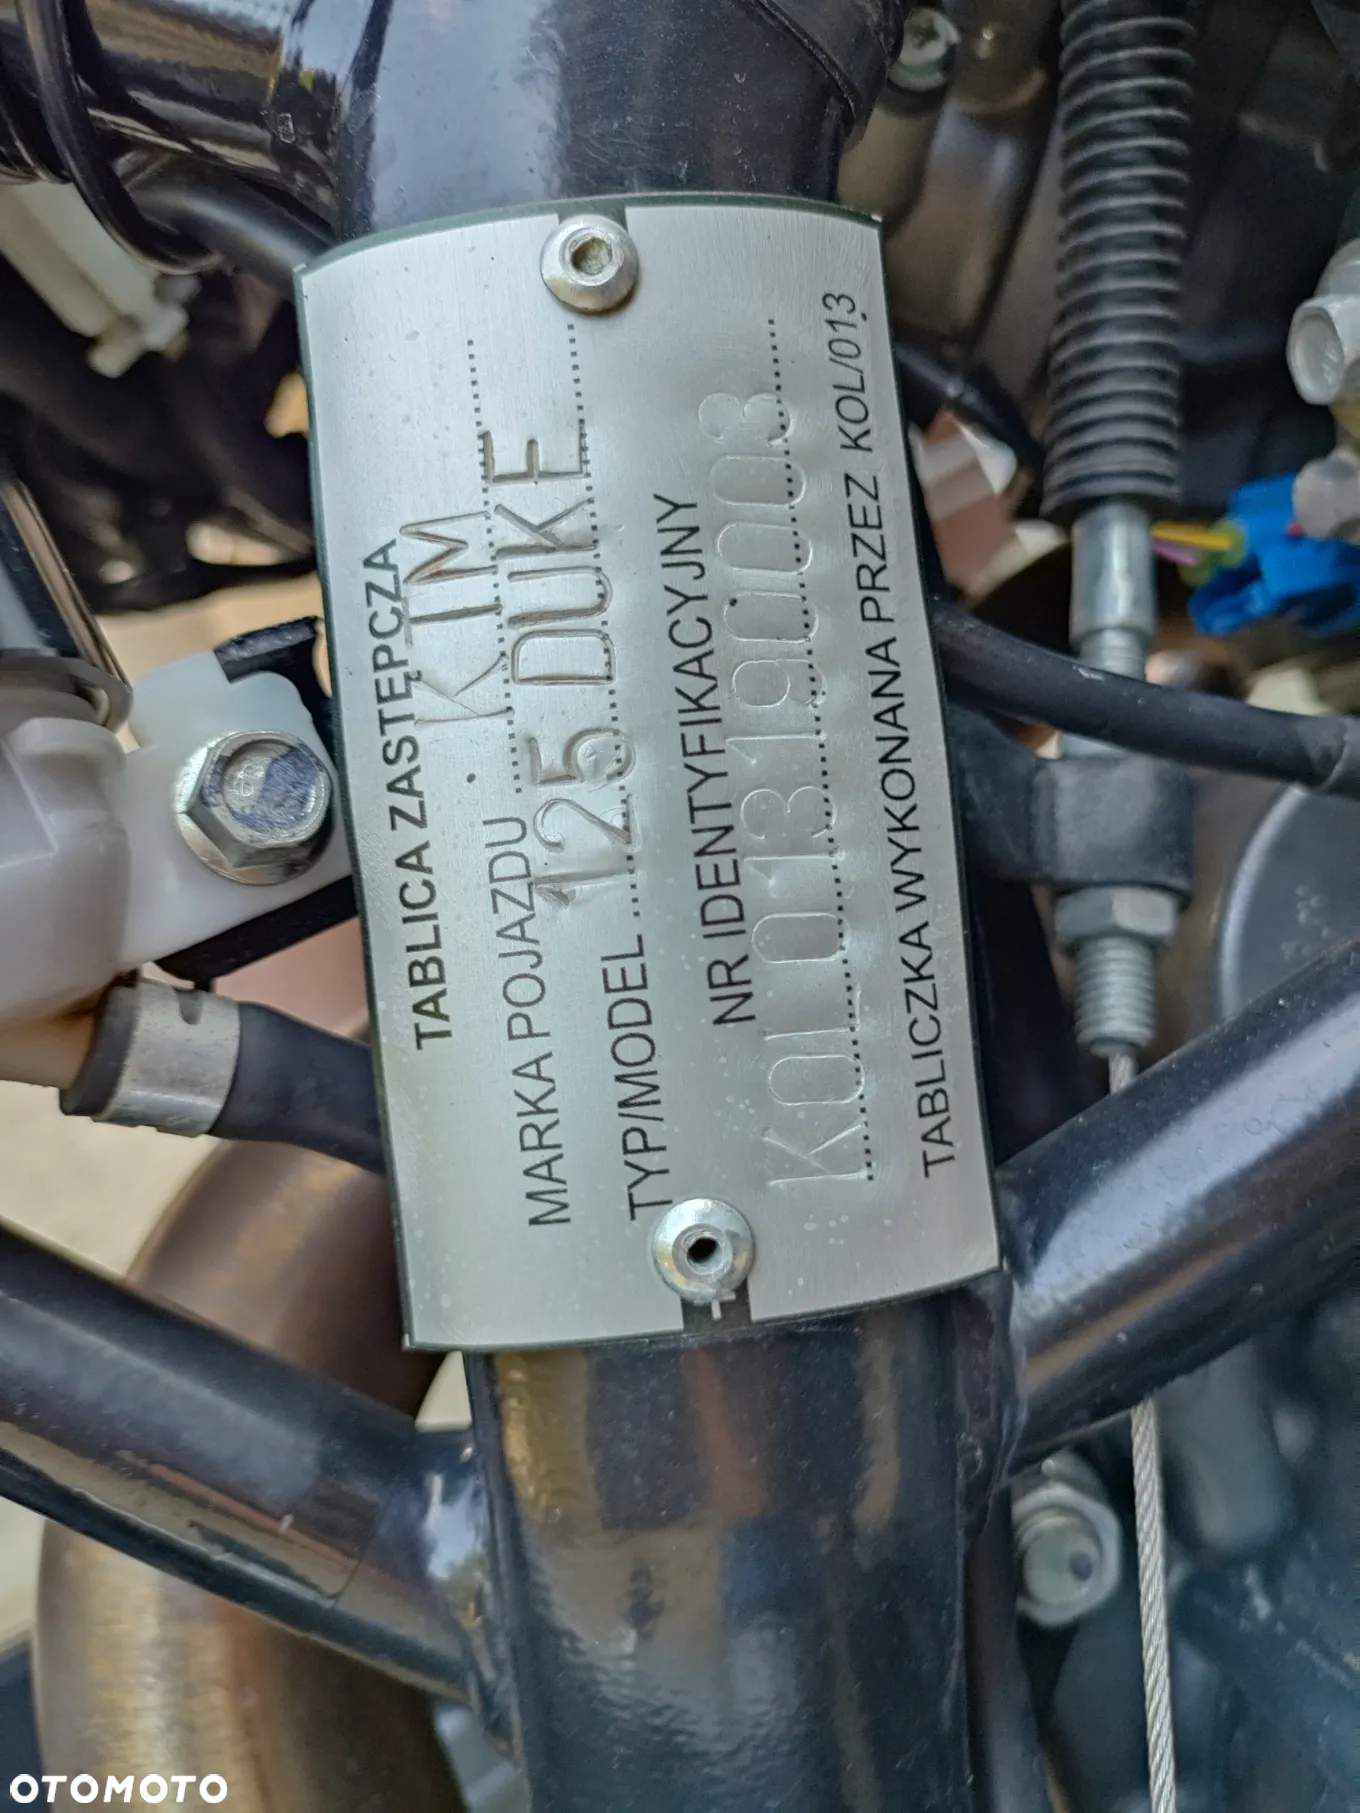 TABLICA ZASTĘPCZA
MARKA POJAZDU KTM
TYP/MODEL 125 DUKE
NR IDENTYFIKACYJNY
KOL013190003
TABLICZKA WYKONANA PRZEZ KOL/013
OTOMOTO